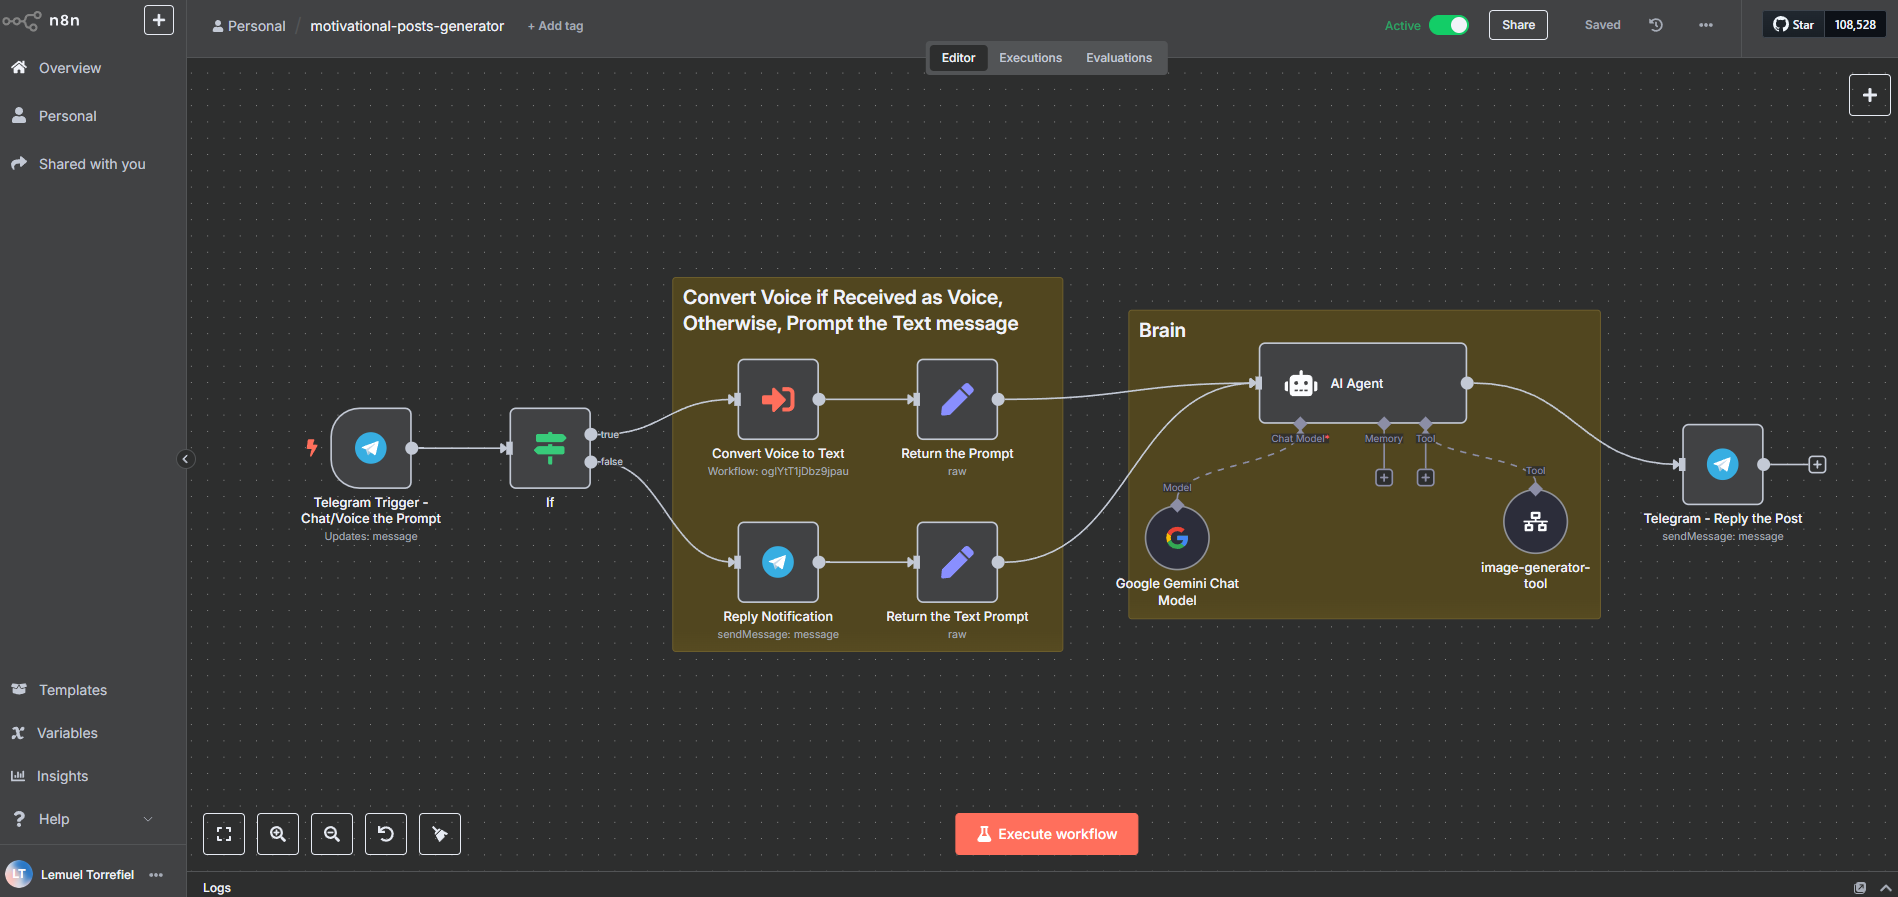 n8n
Personal / motivational-posts-generator + Add tag
Active
Share
Saved
Star 108,528
Editor Executions Evaluations
Overview
Personal
Shared with you
Convert Voice if Received as Voice,
Otherwise, Prompt the Text message
Brain
Telegram Trigger -
Chat/Voice the Prompt
Updates: message
If
true
false
Convert Voice to Text
Workflow: ogIYtT1jDbz9jpau
Return the Prompt
raw
Reply Notification
sendMessage: message
Return the Text Prompt
raw
AI Agent
Chat Model*
Memory
Tool
Model
Tool
Google Gemini Chat
Model
image-generator-
tool
Telegram - Reply the Post
sendMessage: message
Templates
Variables
Insights
Help
LT Lemuel Torrefiel
Execute workflow
Logs